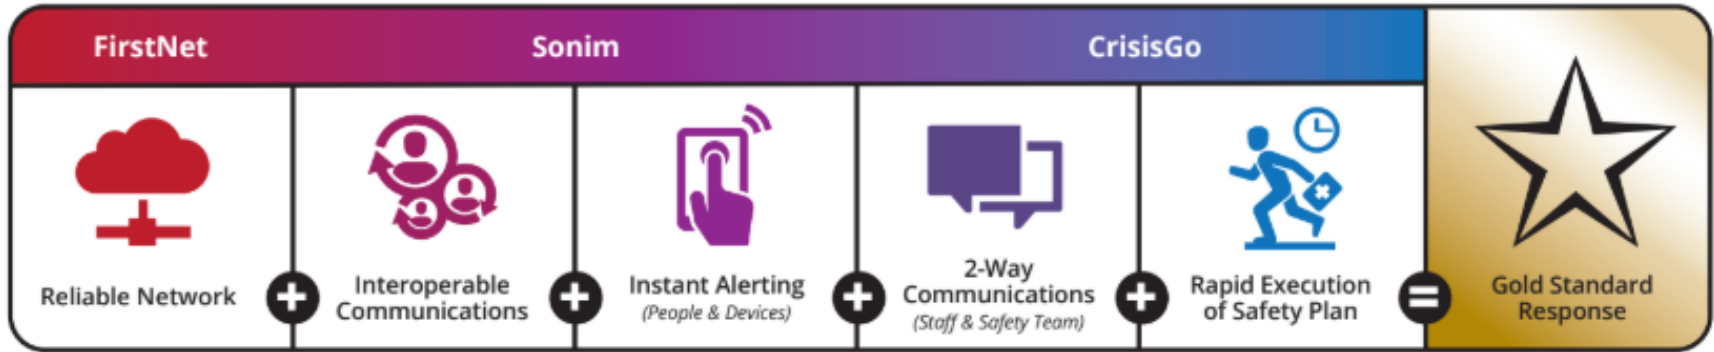 FirstNet
Sonim
CrisisGo
Reliable Network
Interoperable
Communications
Instant Alerting
(People & Devices)
2-Way
Communications
(Staff & Safety Team)
Rapid Execution
of Safety Plan
Gold Standard
Response